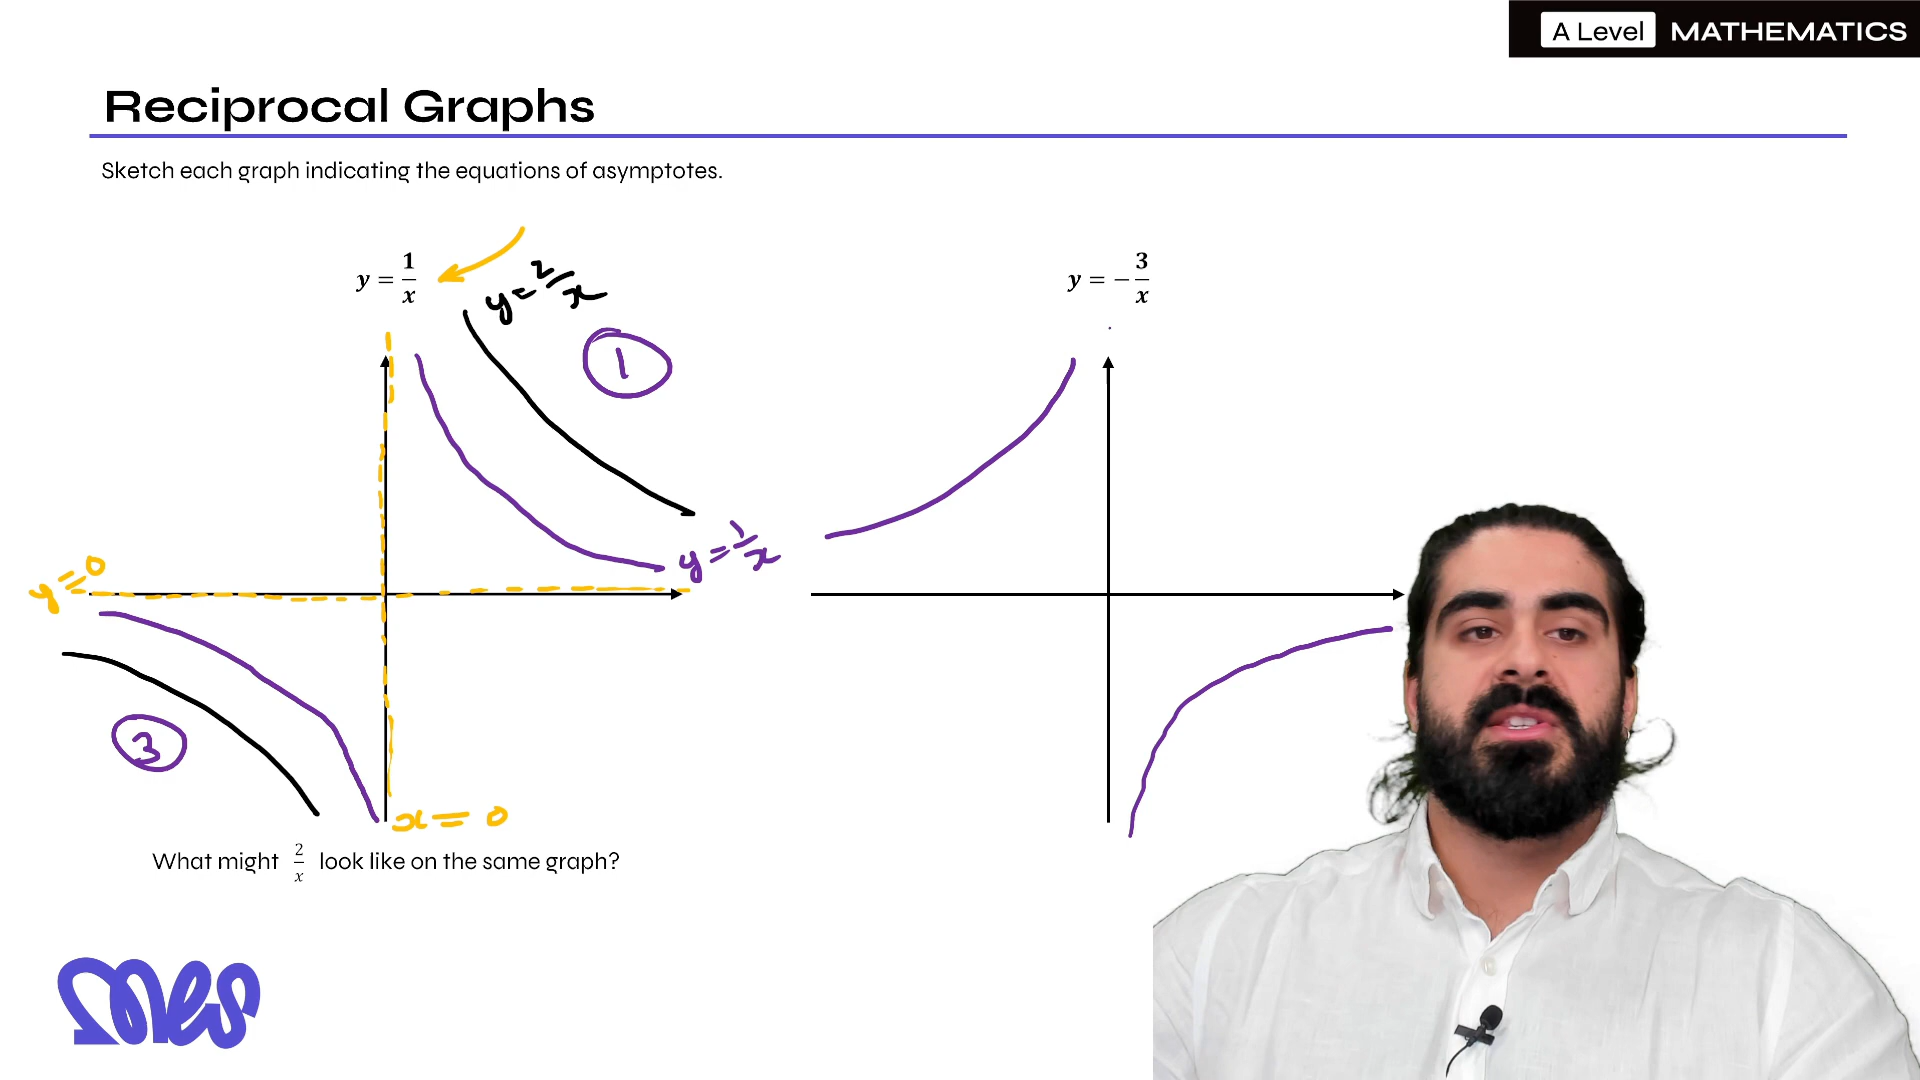 A Level MATHEMATICS
Reciprocal Graphs
Sketch each graph indicating the equations of asymptotes.
y = 1/x
y = 2/x
1
y = -3/x
y = 1/x
y = 0
3
x = 0
What might 2/x look like on the same graph?
mes